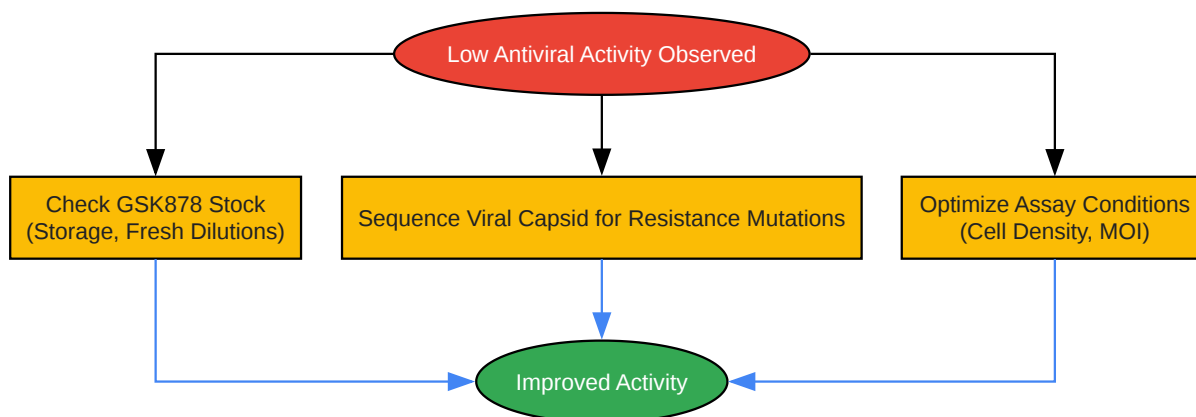 Low Antiviral Activity Observed
Check GSK878 Stock
(Storage, Fresh Dilutions)
Sequence Viral Capsid for Resistance Mutations
Optimize Assay Conditions
(Cell Density, MOI)
Improved Activity